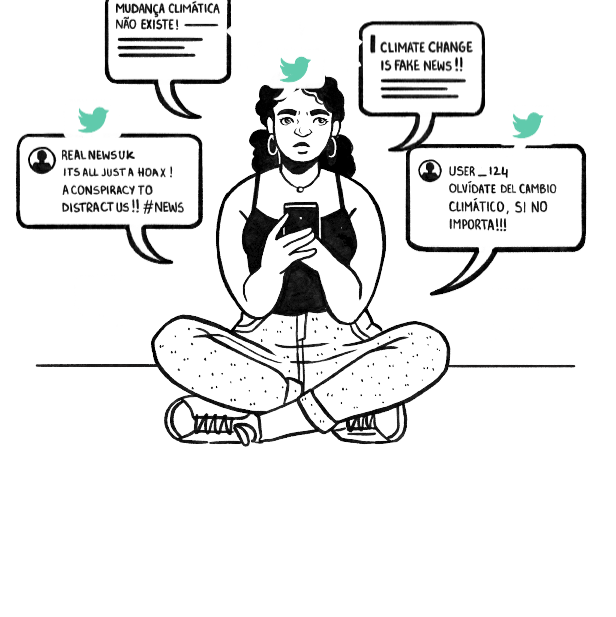 MUDANÇA CLIMÁTICA
NÃO EXISTE!
CLIMATE CHANGE
IS FAKE NEWS!!
REALNEWSUK
ITS ALL JUST A HOAX!
A CONSPIRACY TO
DISTRACT US!! #NEWS
USER_124
OLVÍDATE DEL CAMBIO
CLIMÁTICO, SI NO
IMPORTA!!!